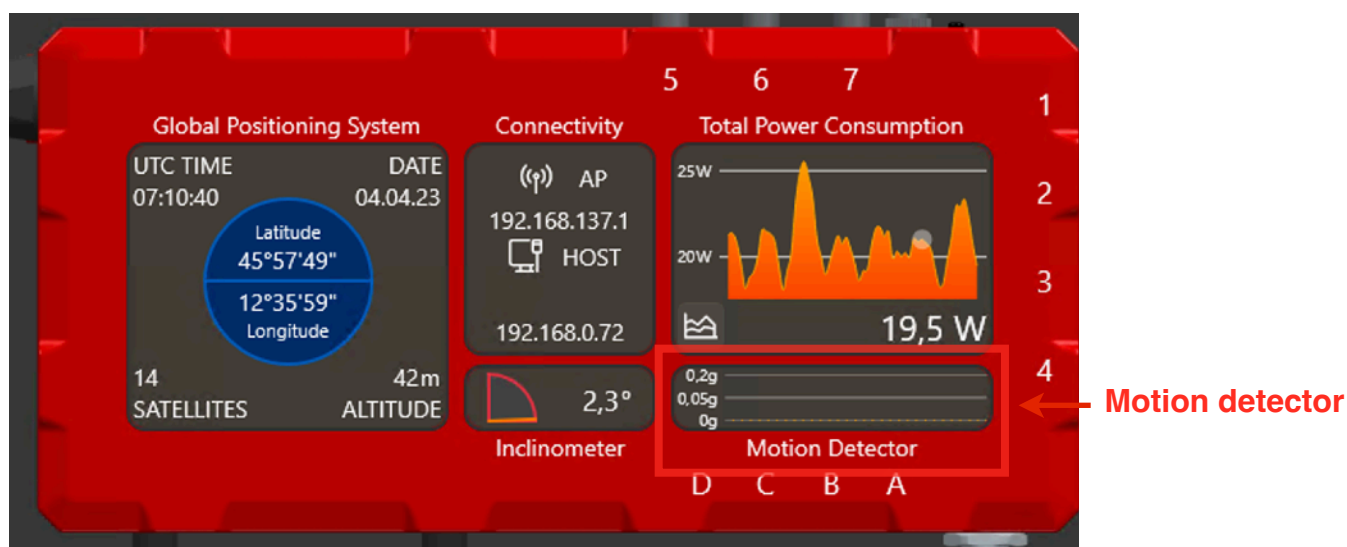 5 6 7
1
Global Positioning System
Connectivity
Total Power Consumption
UTC TIME
DATE
07:10:40
04.04.23
Latitude
45°57'49"
12°35'59"
Longitude
14
42m
SATELLITES
ALTITUDE
AP
192.168.137.1
HOST
192.168.0.72
25W
20W
19,5 W
2
3
4
2,3°
Inclinometer
0,2g
0,05g
0g
Motion Detector
Motion detector
D C B A